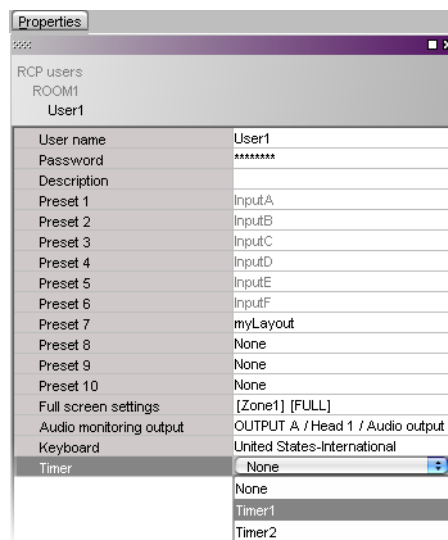 Properties
RCP users
ROOM1
User1
User name User1
Password ********
Description
Preset 1 InputA
Preset 2 InputB
Preset 3 InputC
Preset 4 InputD
Preset 5 InputE
Preset 6 InputF
Preset 7 myLayout
Preset 8 None
Preset 9 None
Preset 10 None
Full screen settings [Zone1] [FULL]
Audio monitoring output OUTPUT A / Head 1 / Audio output
Keyboard United States-International
Timer None
None
Timer1
Timer2